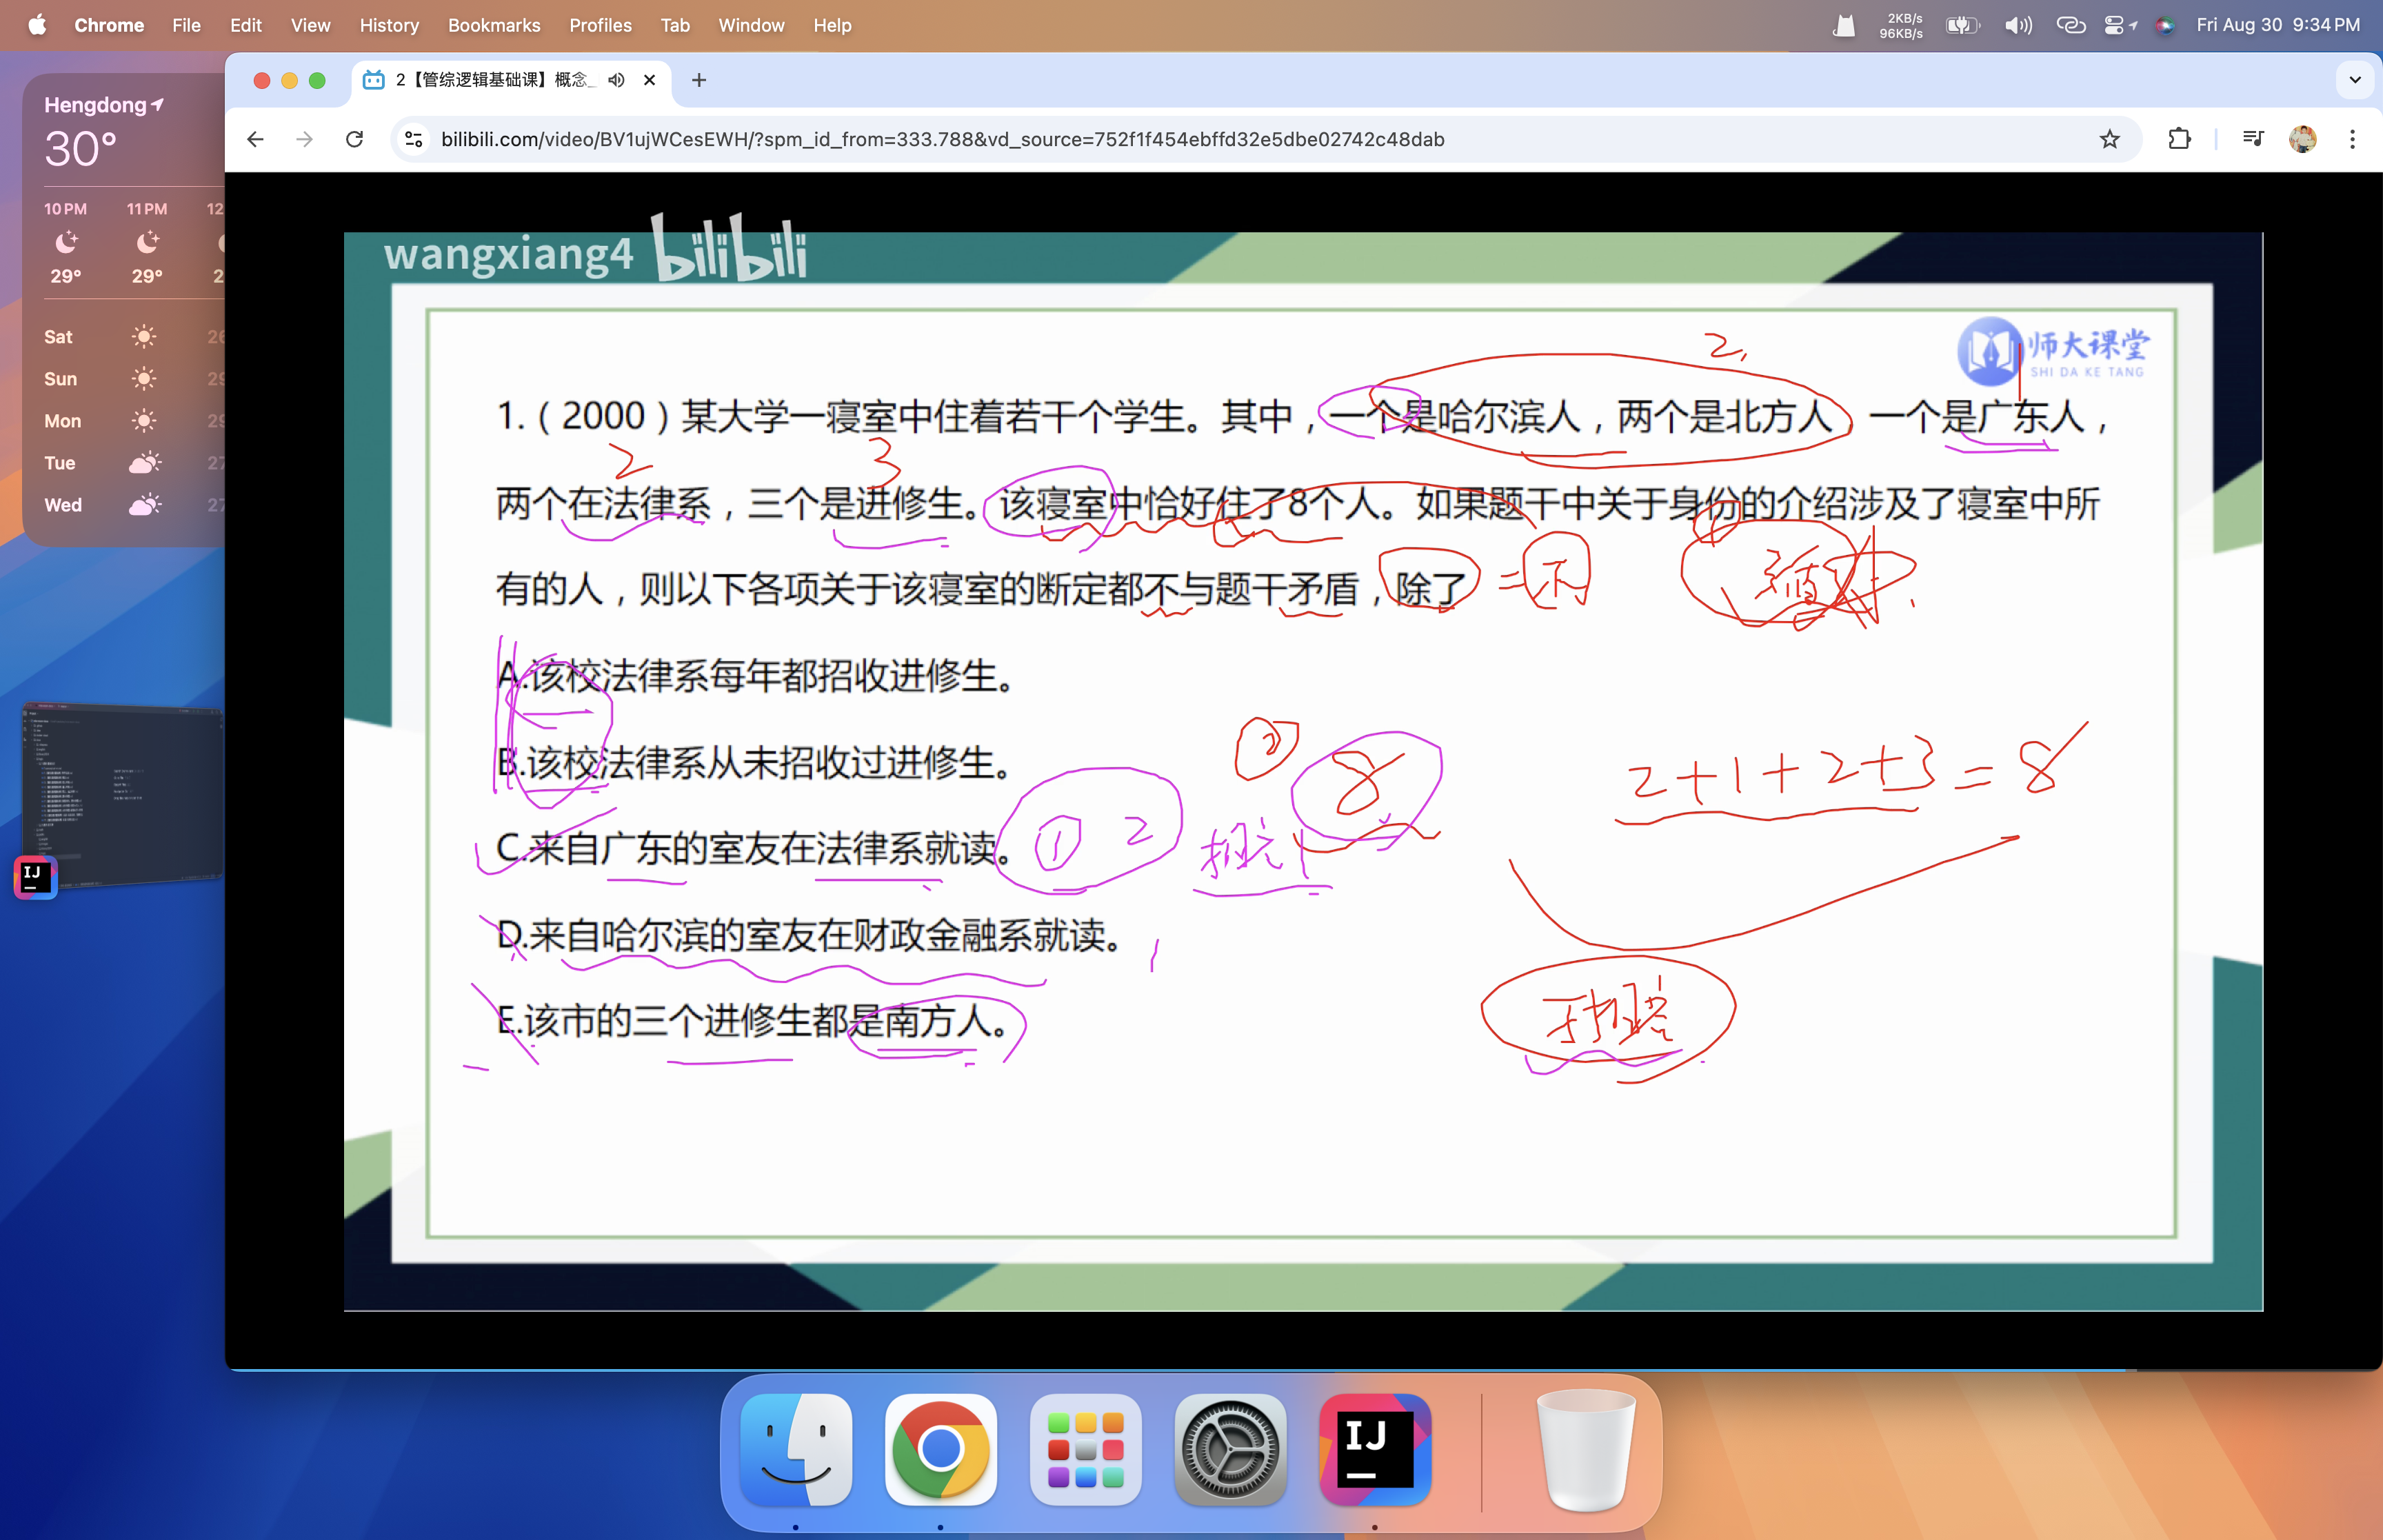 Chrome File Edit View History Bookmarks Profiles Tab Window Help
2KB/s
96KB/s
Fri Aug 30 9:34 PM
Hengdong
30°
10 PM 11 PM 12
29° 29° 2
Sat 26
Sun 29
Mon 29
Tue 27
Wed 27
2【管综逻辑基础课】概念_
bilibili.com/video/BV1ujWCesEWH/?spm_id_from=333.788&vd_source=752f1f454ebffd32e5dbe02742c48dab
wangxiang4 bilibili
师大课堂
SHI DA KE TANG
2
1.（2000）某大学一寝室中住着若干个学生。其中，一个是哈尔滨人，两个是北方人，一个是广东人，
2 3
两个在法律系，三个是进修生。该寝室中恰好住了8个人。如果题干中关于身份的介绍涉及了寝室中所
有的人，则以下各项关于该寝室的断定都不与题干矛盾，除了
A.该校法律系每年都招收进修生。
B.该校法律系从未招收过进修生。
② 8
2+1+2+3=8
C.来自广东的室友在法律系就读。 ① 2
D.来自哈尔滨的室友在财政金融系就读。
E.该市的三个进修生都是南方人。
IJ
IJ